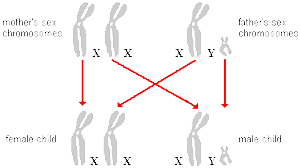 mother's sex
chromosomes
father's sex
chromosomes
X X X Y
female child
male child
X X X Y